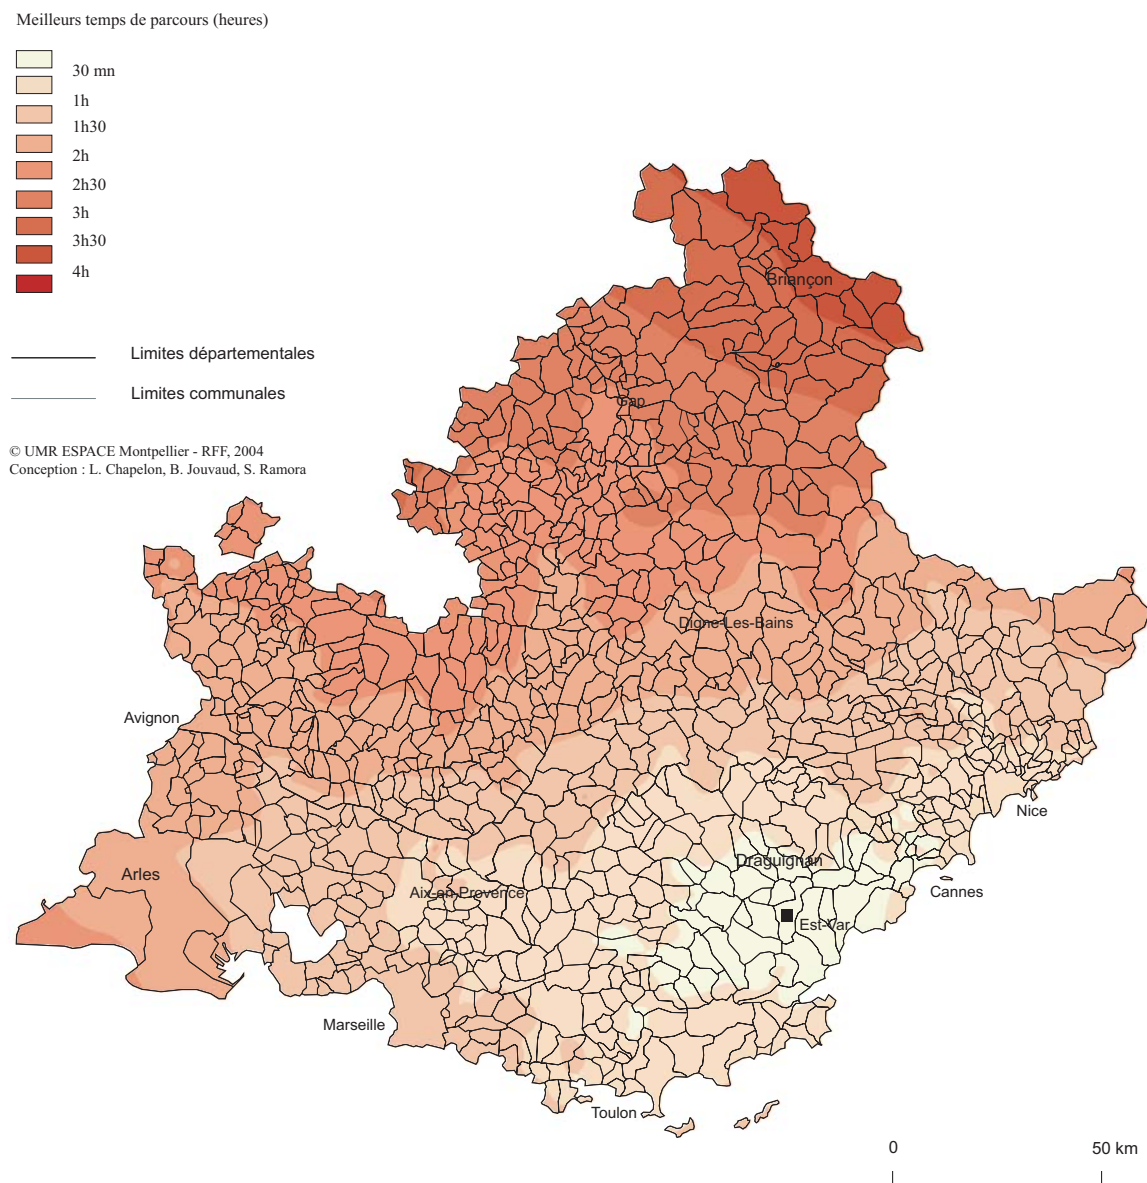 Meilleurs temps de parcours (heures)
30 mn
1h
1h30
2h
2h30
3h
3h30
4h
Limites départementales
Limites communales
© UMR ESPACE Montpellier - RFF, 2004
Conception : L. Chapelon, B. Jouvaud, S. Ramora
Briançon
Gap
Digne-Les-Bains
Avignon
Nice
Draguignan
Arles
Aix-en-Provence
Cannes
Est-Var
Marseille
Toulon
0 50 km